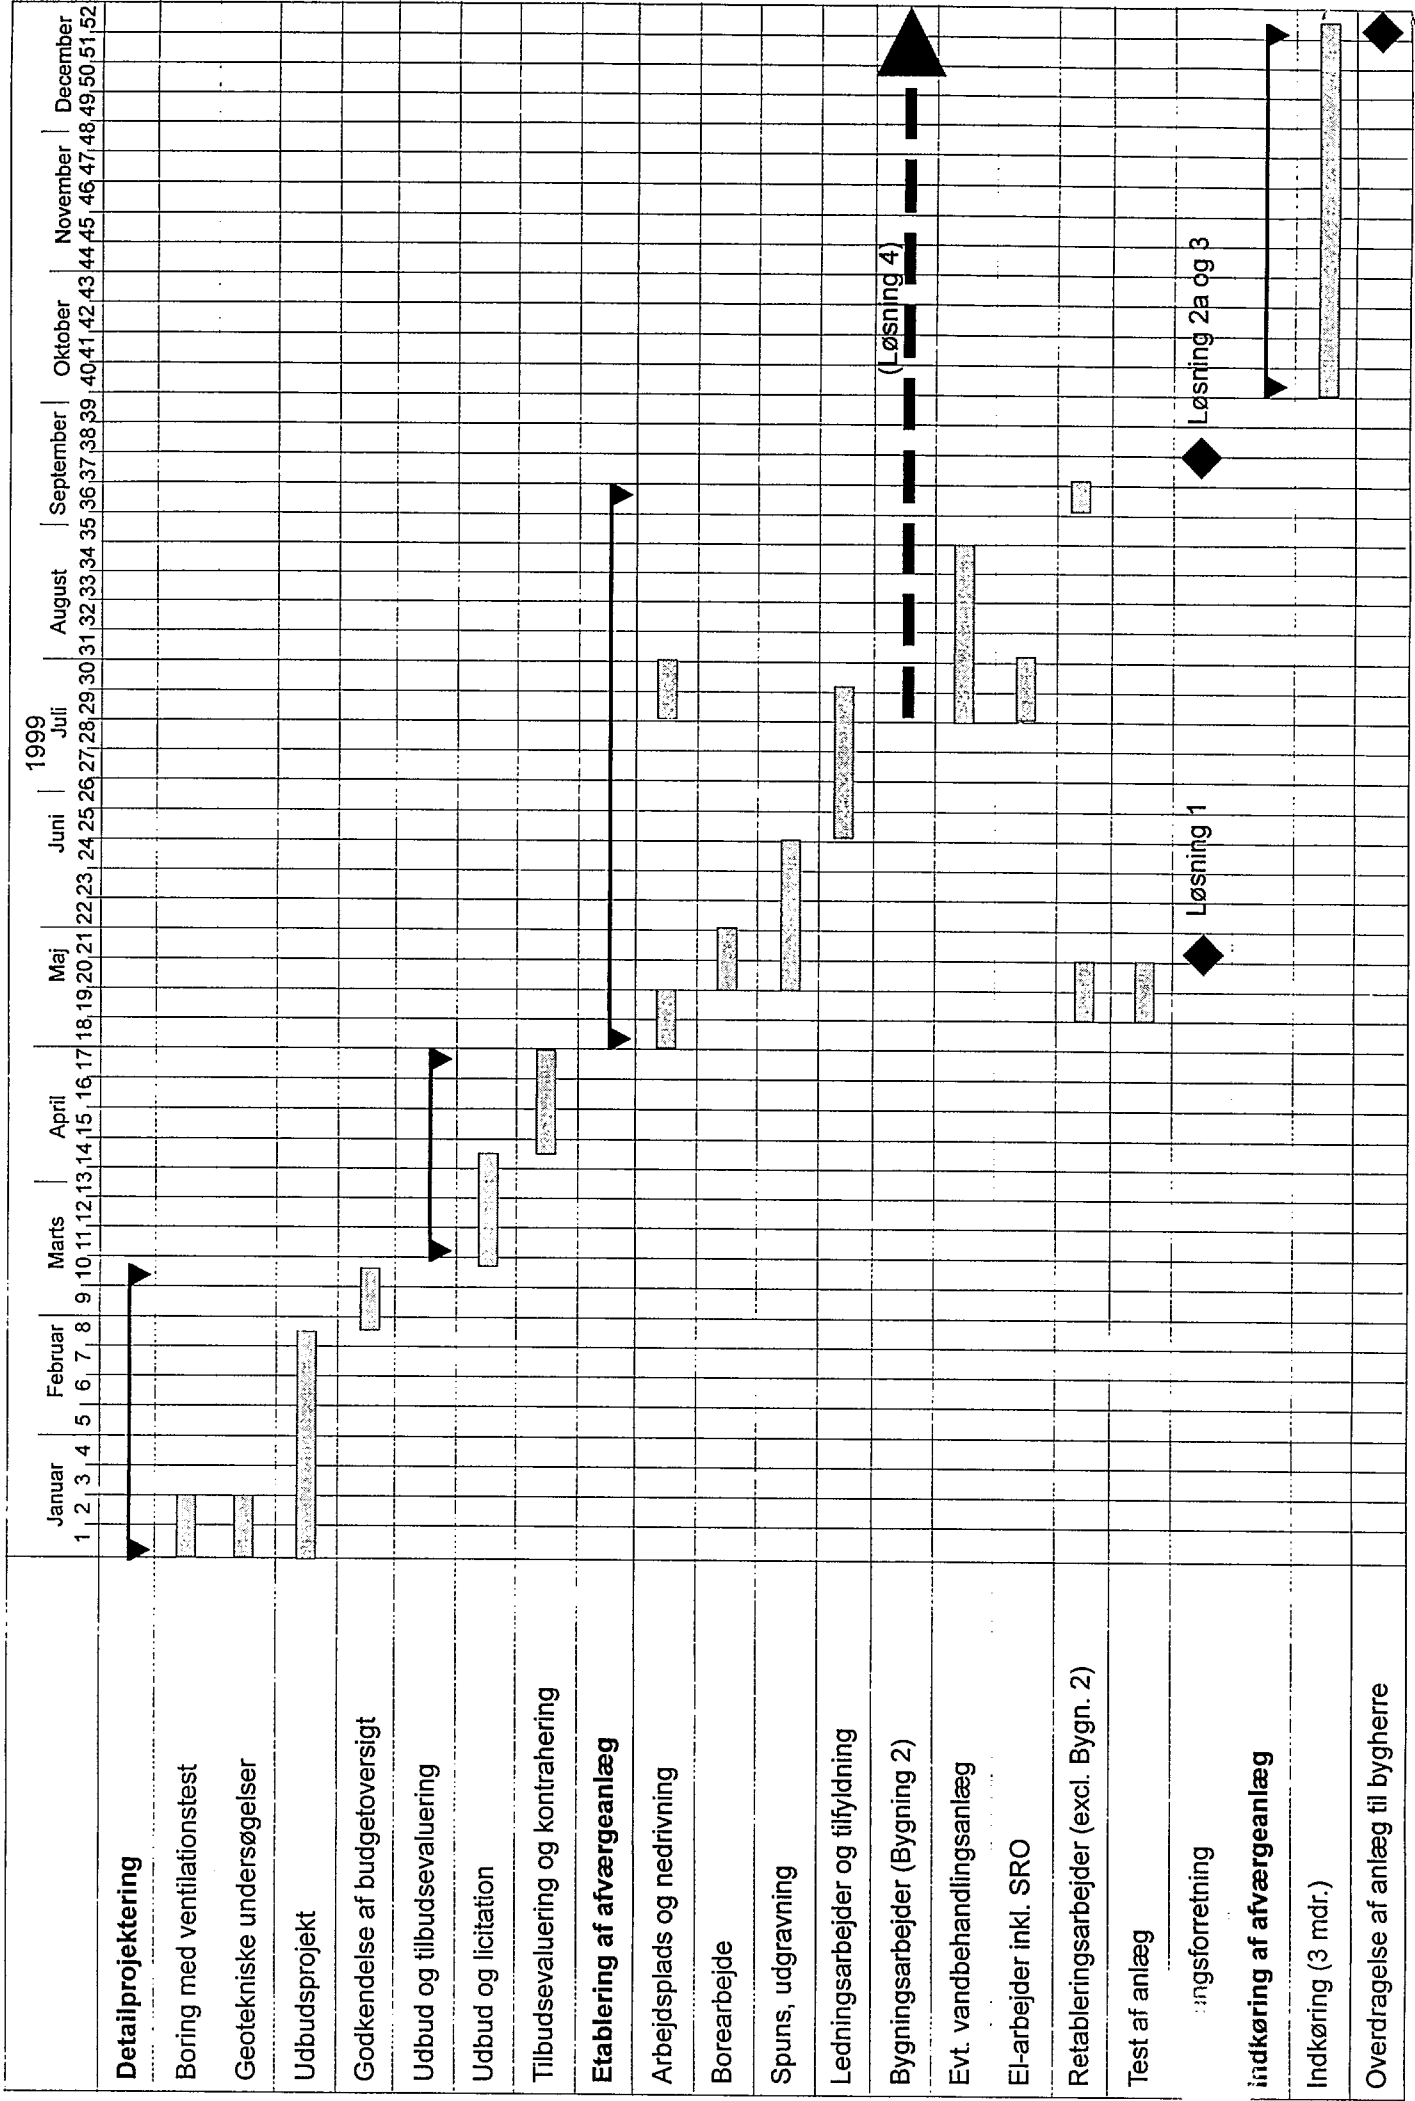 1999
Januar Februar Marts April Maj Juni Juli August September Oktober November December
1 2 3 4 5 6 7 8 9 10 11 12 13 14 15 16 17 18 19 20 21 22 23 24 25 26 27 28 29 30 31 32 33 34 35 36 37 38 39 40 41 42 43 44 45 46 47 48 49 50 51 52
Detailprojektering
Boring med ventilationstest
Geotekniske undersøgelser
Udbudsprojekt
Godkendelse af budgetoversigt
Udbud og tilbudsevaluering
Udbud og licitation
Tilbudsevaluering og kontrahering
Etablering af afværgeanlæg
Arbejdsplads og nedrivning
Borearbejde
Spuns, udgravning
Ledningsarbejder og tilfyldning
Bygningsarbejder (Bygning 2)
(Løsning 4)
Evt. vandbehandlingsanlæg
El-arbejder inkl. SRO
Retableringsarbejder (excl. Bygn. 2)
Test af anlæg
ngsforretning
Løsning 1
Løsning 2a og 3
Indkøring af afværgeanlæg
Indkøring (3 mdr.)
Overdragelse af anlæg til bygherre